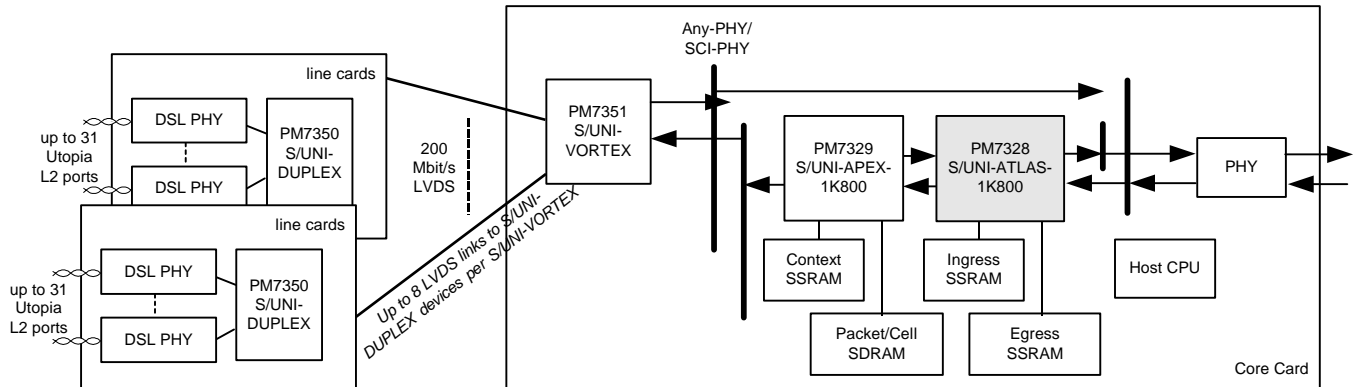 line cards
DSL PHY
DSL PHY
PM7350
S/UNI-
DUPLEX
up to 31
Utopia
L2 ports
line cards
DSL PHY
DSL PHY
PM7350
S/UNI-
DUPLEX
up to 31
Utopia
L2 ports
200
Mbit/s
LVDS
Up to 8 LVDS links to S/UNI-
DUPLEX devices per S/UNI-VORTEX
PM7351
S/UNI-
VORTEX
Any-PHY/
SCI-PHY
PM7329
S/UNI-APEX-
1K800
PM7328
S/UNI-ATLAS-
1K800
PHY
Context
SSRAM
Ingress
SSRAM
Host CPU
Packet/Cell
SDRAM
Egress
SSRAM
Core Card